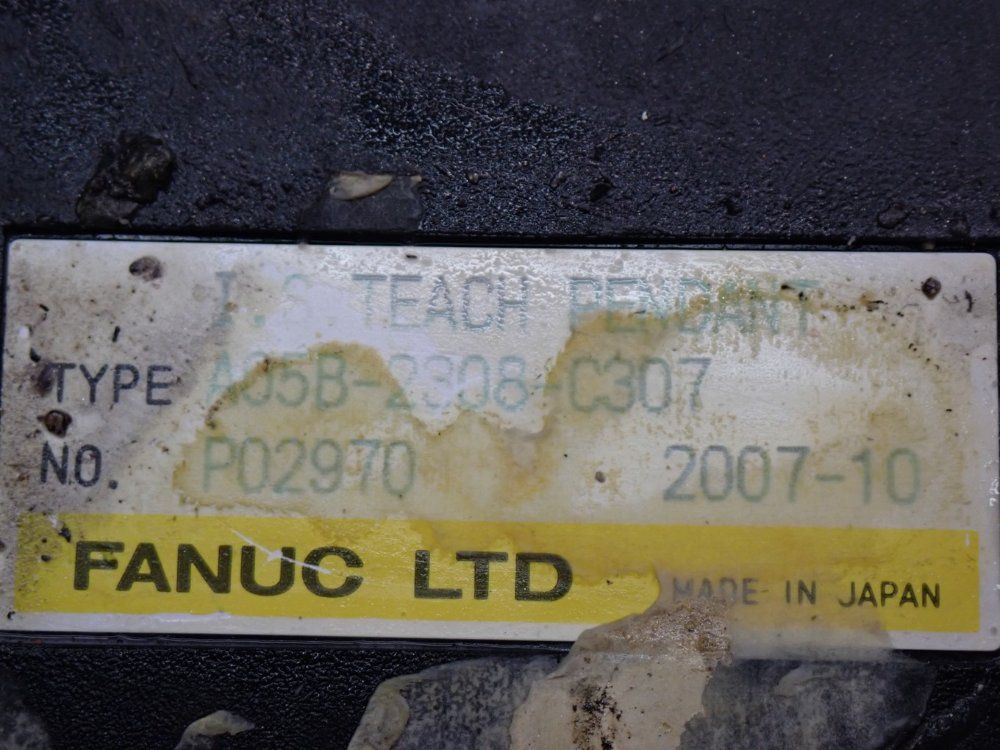 I.S TEACH PENDANT
TYPE A05B-2308-C307
NO. P02970 2007-10
FANUC LTD MADE IN JAPAN